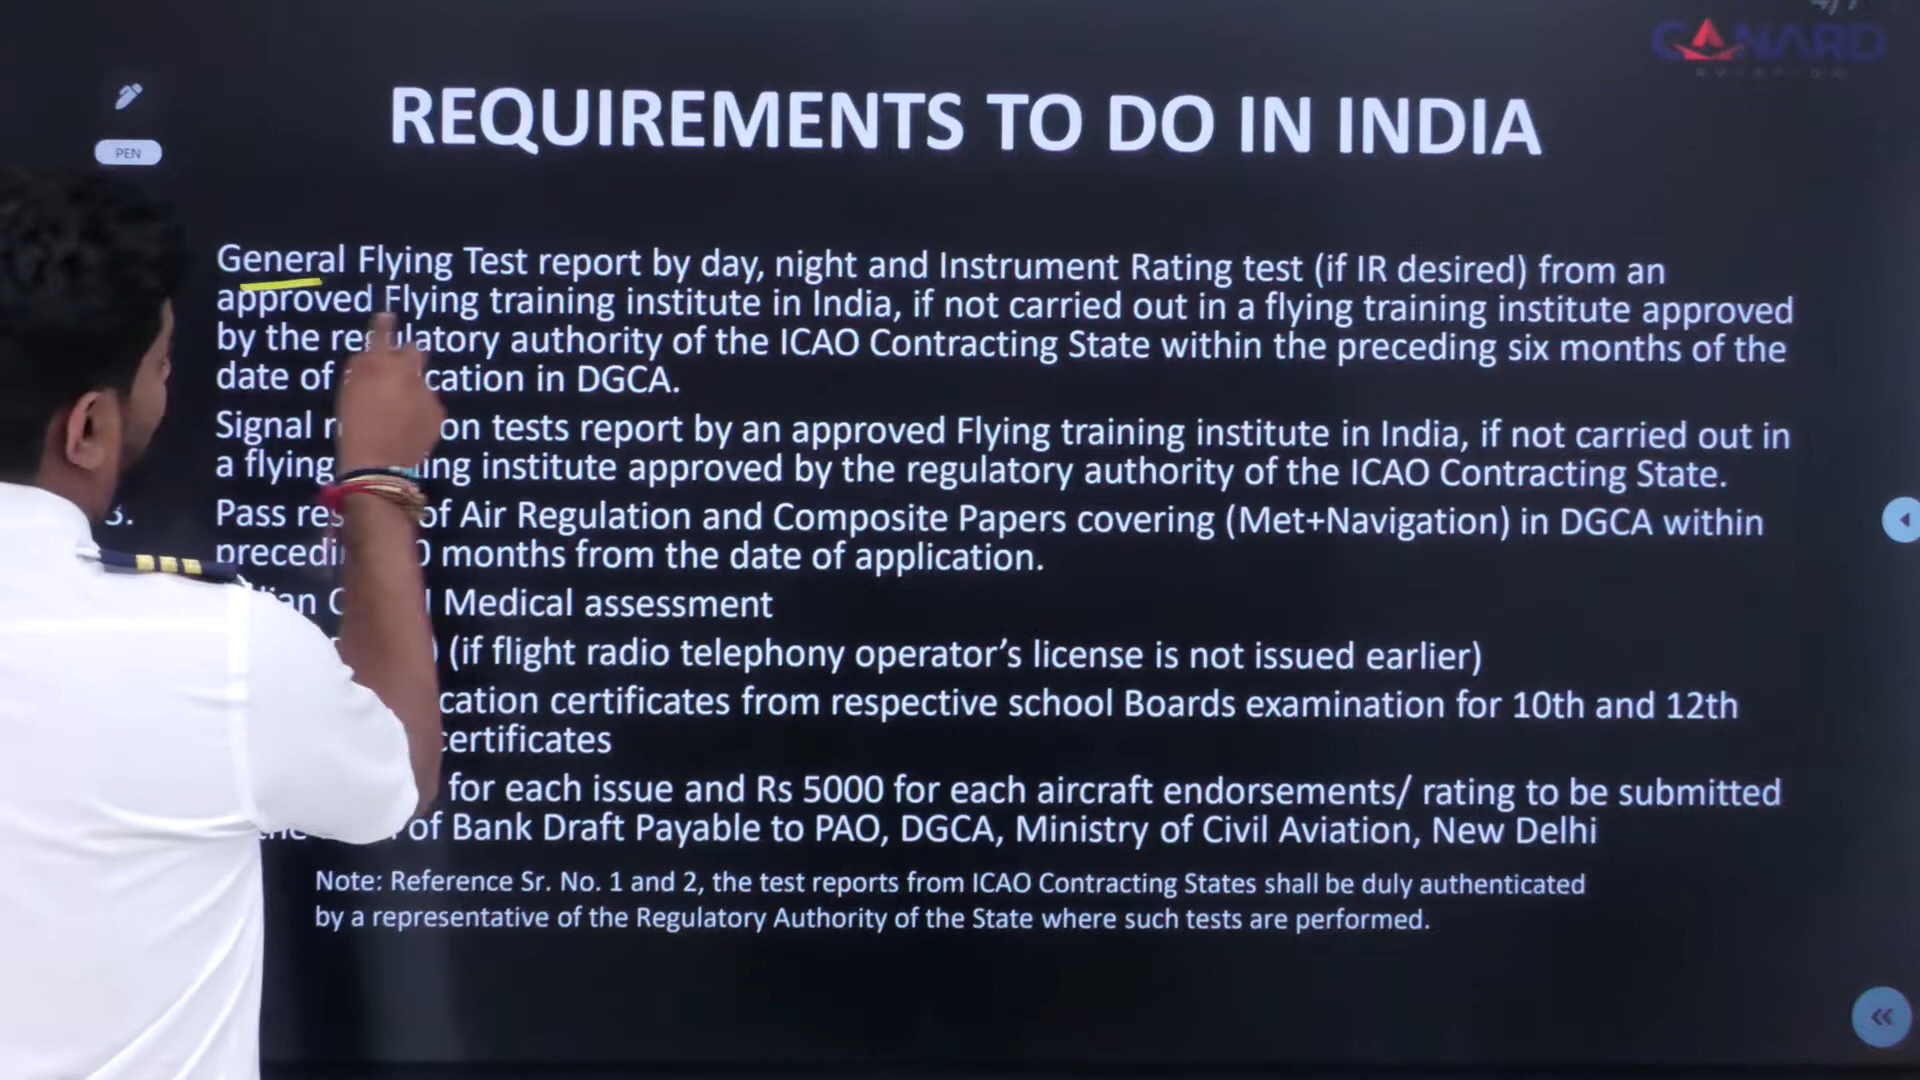 CANARD
AVIATION
PEN
REQUIREMENTS TO DO IN INDIA
General Flying Test report by day, night and Instrument Rating test (if IR desired) from an
approved Flying training institute in India, if not carried out in a flying training institute approved
by the regulatory authority of the ICAO Contracting State within the preceding six months of the
date of cation in DGCA.
Signal on tests report by an approved Flying training institute in India, if not carried out in
a flying ing institute approved by the regulatory authority of the ICAO Contracting State.
3. Pass of Air Regulation and Composite Papers covering (Met+Navigation) in DGCA within
0 months from the date of application.
Medical assessment
(if flight radio telephony operator's license is not issued earlier)
cation certificates from respective school Boards examination for 10th and 12th
certificates
for each issue and Rs 5000 for each aircraft endorsements/ rating to be submitted
of Bank Draft Payable to PAO, DGCA, Ministry of Civil Aviation, New Delhi
Note: Reference Sr. No. 1 and 2, the test reports from ICAO Contracting States shall be duly authenticated
by a representative of the Regulatory Authority of the State where such tests are performed.